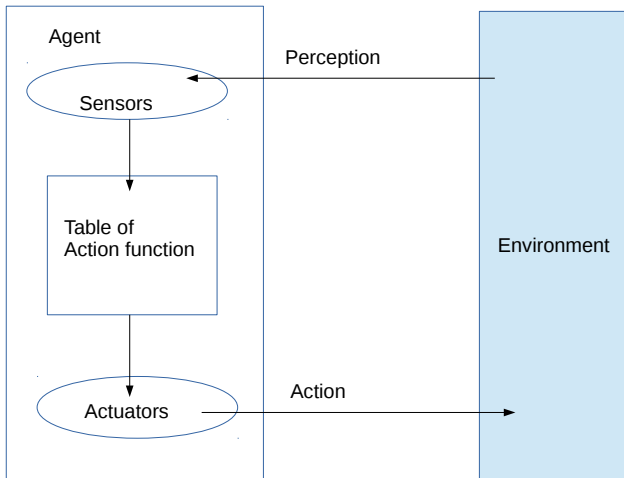 Agent
Perception
Sensors
Table of
Action function
Environment
Action
Actuators